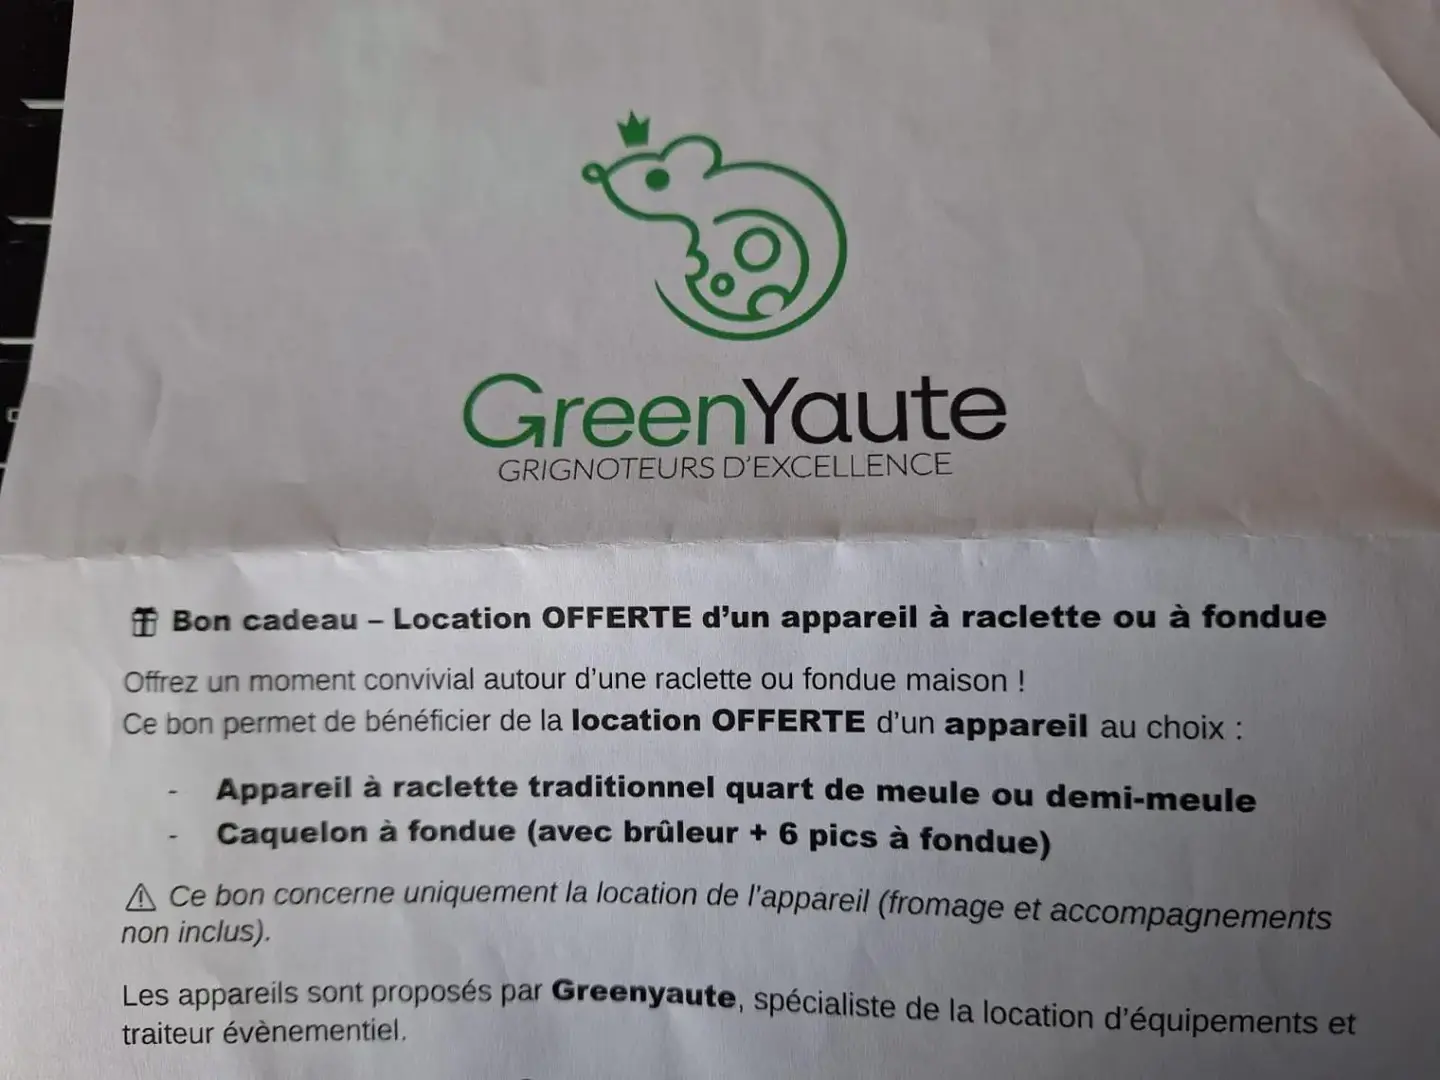 GreenYaute
GRIGNOTEURS D'EXCELLENCE
Bon cadeau – Location OFFERTE d'un appareil à raclette ou à fondue
Offrez un moment convivial autour d'une raclette ou fondue maison !
Ce bon permet de bénéficier de la location OFFERTE d'un appareil au choix :
- Appareil à raclette traditionnel quart de meule ou demi-meule
- Caquelon à fondue (avec brûleur + 6 pics à fondue)
⚠ Ce bon concerne uniquement la location de l'appareil (fromage et accompagnements
non inclus).
Les appareils sont proposés par Greenyaute, spécialiste de la location d'équipements et
traiteur évènementiel.